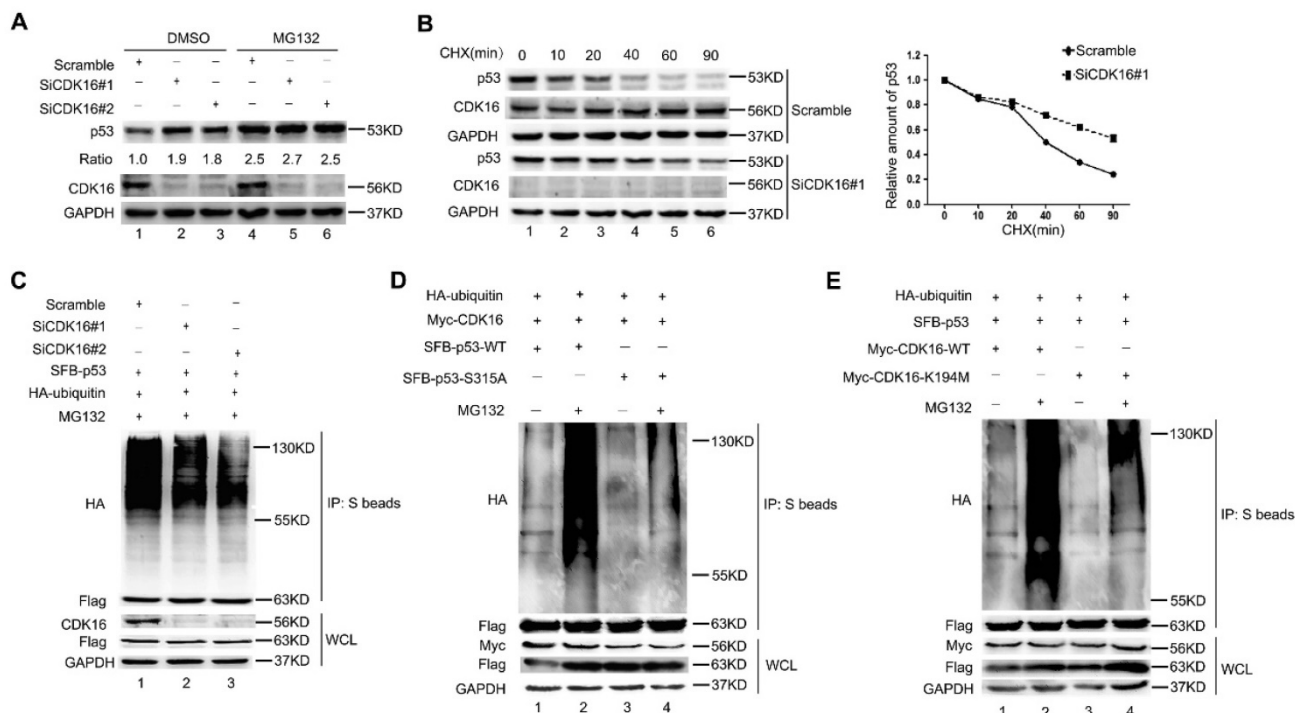 A
DMSO MG132
Scramble + – – + – –
SiCDK16#1 – + – – + –
SiCDK16#2 – – + – – +
p53 53KD
Ratio 1.0 1.9 1.8 2.5 2.7 2.5
CDK16 56KD
GAPDH 37KD
1 2 3 4 5 6
B
CHX(min) 0 10 20 40 60 90
p53 53KD
CDK16 56KD
GAPDH 37KD
Scramble
p53 53KD
CDK16 56KD
GAPDH 37KD
SiCDK16#1
1 2 3 4 5 6
Scramble
SiCDK16#1
Relative amount of p53
1.2
1.0
0.8
0.6
0.4
0.2
0.0
0 10 20 40 60 90
CHX(min)
C
Scramble + – –
SiCDK16#1 – + –
SiCDK16#2 – – +
SFB-p53 + + +
HA-ubiquitin + + +
MG132 + + +
HA
130KD
55KD
Flag 63KD
IP: S beads
CDK16 56KD
Flag 63KD
GAPDH 37KD
WCL
1 2 3
D
HA-ubiquitin + + + +
Myc-CDK16 + + + +
SFB-p53-WT + + – –
SFB-p53-S315A – – + +
MG132 – + – +
HA
130KD
55KD
Flag 63KD
IP: S beads
Myc 56KD
Flag 63KD
GAPDH 37KD
WCL
1 2 3 4
E
HA-ubiquitin + + + +
SFB-p53 + + + +
Myc-CDK16-WT + + – –
Myc-CDK16-K194M – – + +
MG132 – + – +
HA
130KD
55KD
Flag 63KD
IP: S beads
Myc 56KD
Flag 63KD
GAPDH 37KD
WCL
1 2 3 4